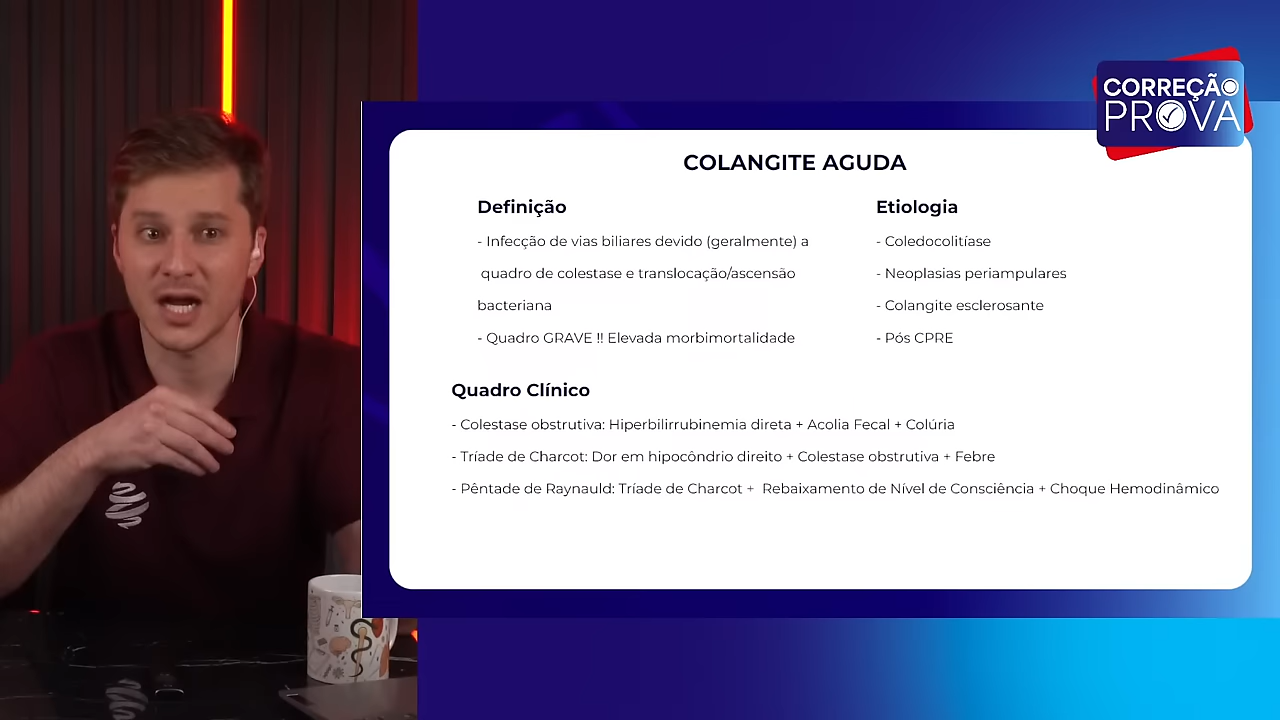 CORREÇÃO
PROVA
COLANGITE AGUDA
Definição
- Infecção de vias biliares devido (geralmente) a
quadro de colestase e translocação/ascensão
bacteriana
- Quadro GRAVE !! Elevada morbimortalidade
Etiologia
- Coledocolitíase
- Neoplasias periampulares
- Colangite esclerosante
- Pós CPRE
Quadro Clínico
- Colestase obstrutiva: Hiperbilirrubinemia direta + Acolia Fecal + Colúria
- Tríade de Charcot: Dor em hipocôndrio direito + Colestase obstrutiva + Febre
- Pêntade de Raynauld: Tríade de Charcot + Rebaixamento de Nível de Consciência + Choque Hemodinâmico